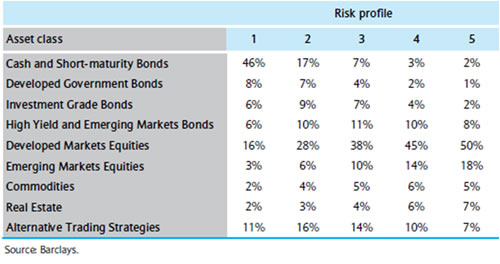 Risk profile
Asset class 1 2 3 4 5
Cash and Short-maturity Bonds 46% 17% 7% 3% 2%
Developed Government Bonds 8% 7% 4% 2% 1%
Investment Grade Bonds 6% 9% 7% 4% 2%
High Yield and Emerging Markets Bonds 6% 10% 11% 10% 8%
Developed Markets Equities 16% 28% 38% 45% 50%
Emerging Markets Equities 3% 6% 10% 14% 18%
Commodities 2% 4% 5% 6% 5%
Real Estate 2% 3% 4% 6% 7%
Alternative Trading Strategies 11% 16% 14% 10% 7%
Source: Barclays.